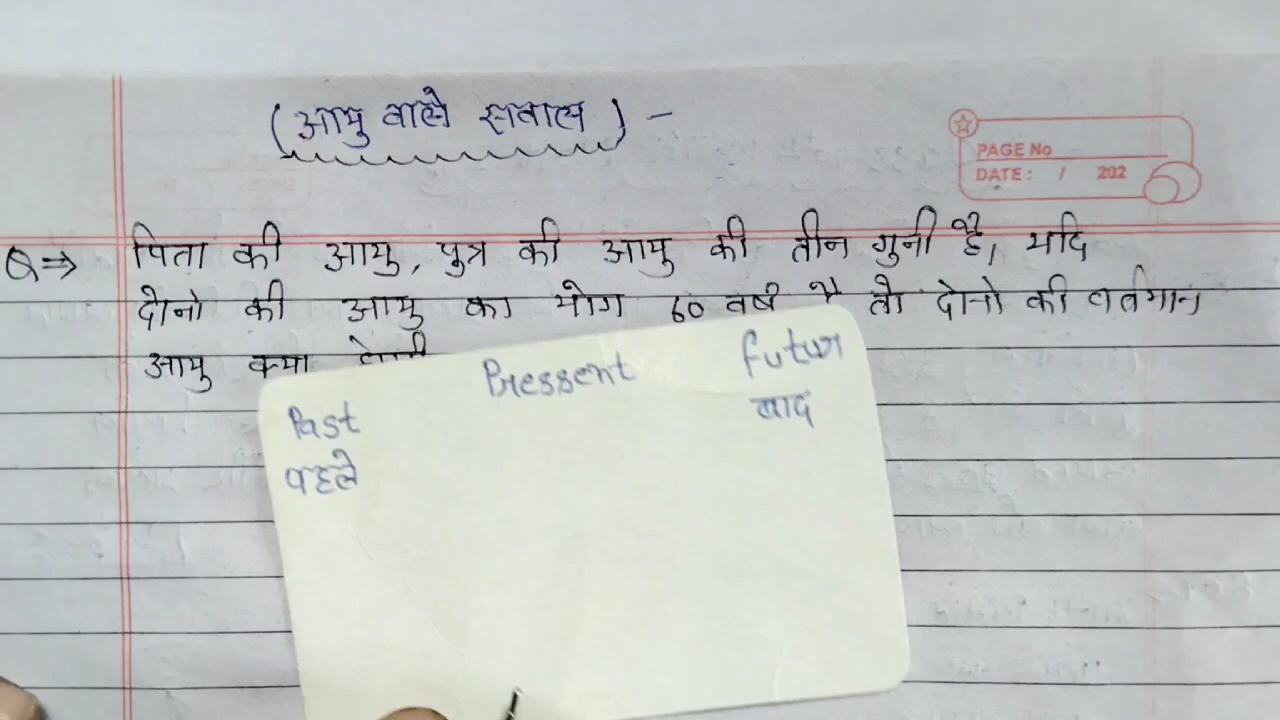 (आयु वाले सवाल) -
PAGE No
DATE : / 202
Q⇒ पिता की आयु, पुत्र की आयु की तीन गुनी है, यदि
दोनो की आयु का योग 60 वर्ष है तो दोनो की वर्तमान
आयु क्या
Past Pressent Futur
पहले बाद